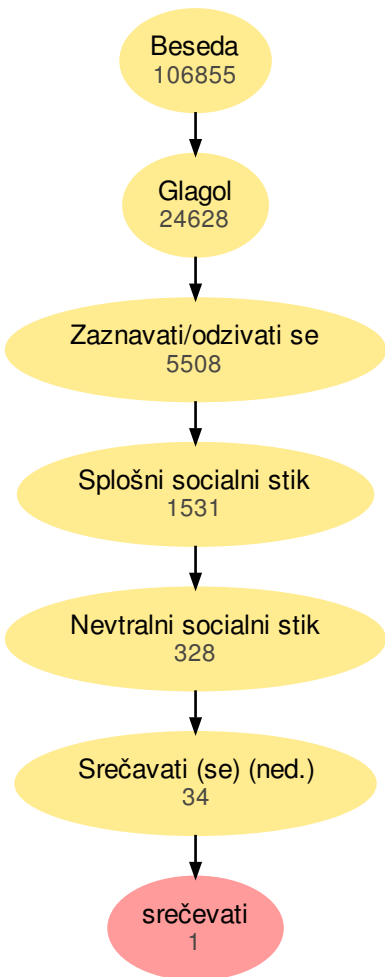 Beseda
106855
Glagol
24628
Zaznavati/odzivati se
5508
Splošni socialni stik
1531
Nevtralni socialni stik
328
Srečavati (se) (ned.)
34
srečevati
1